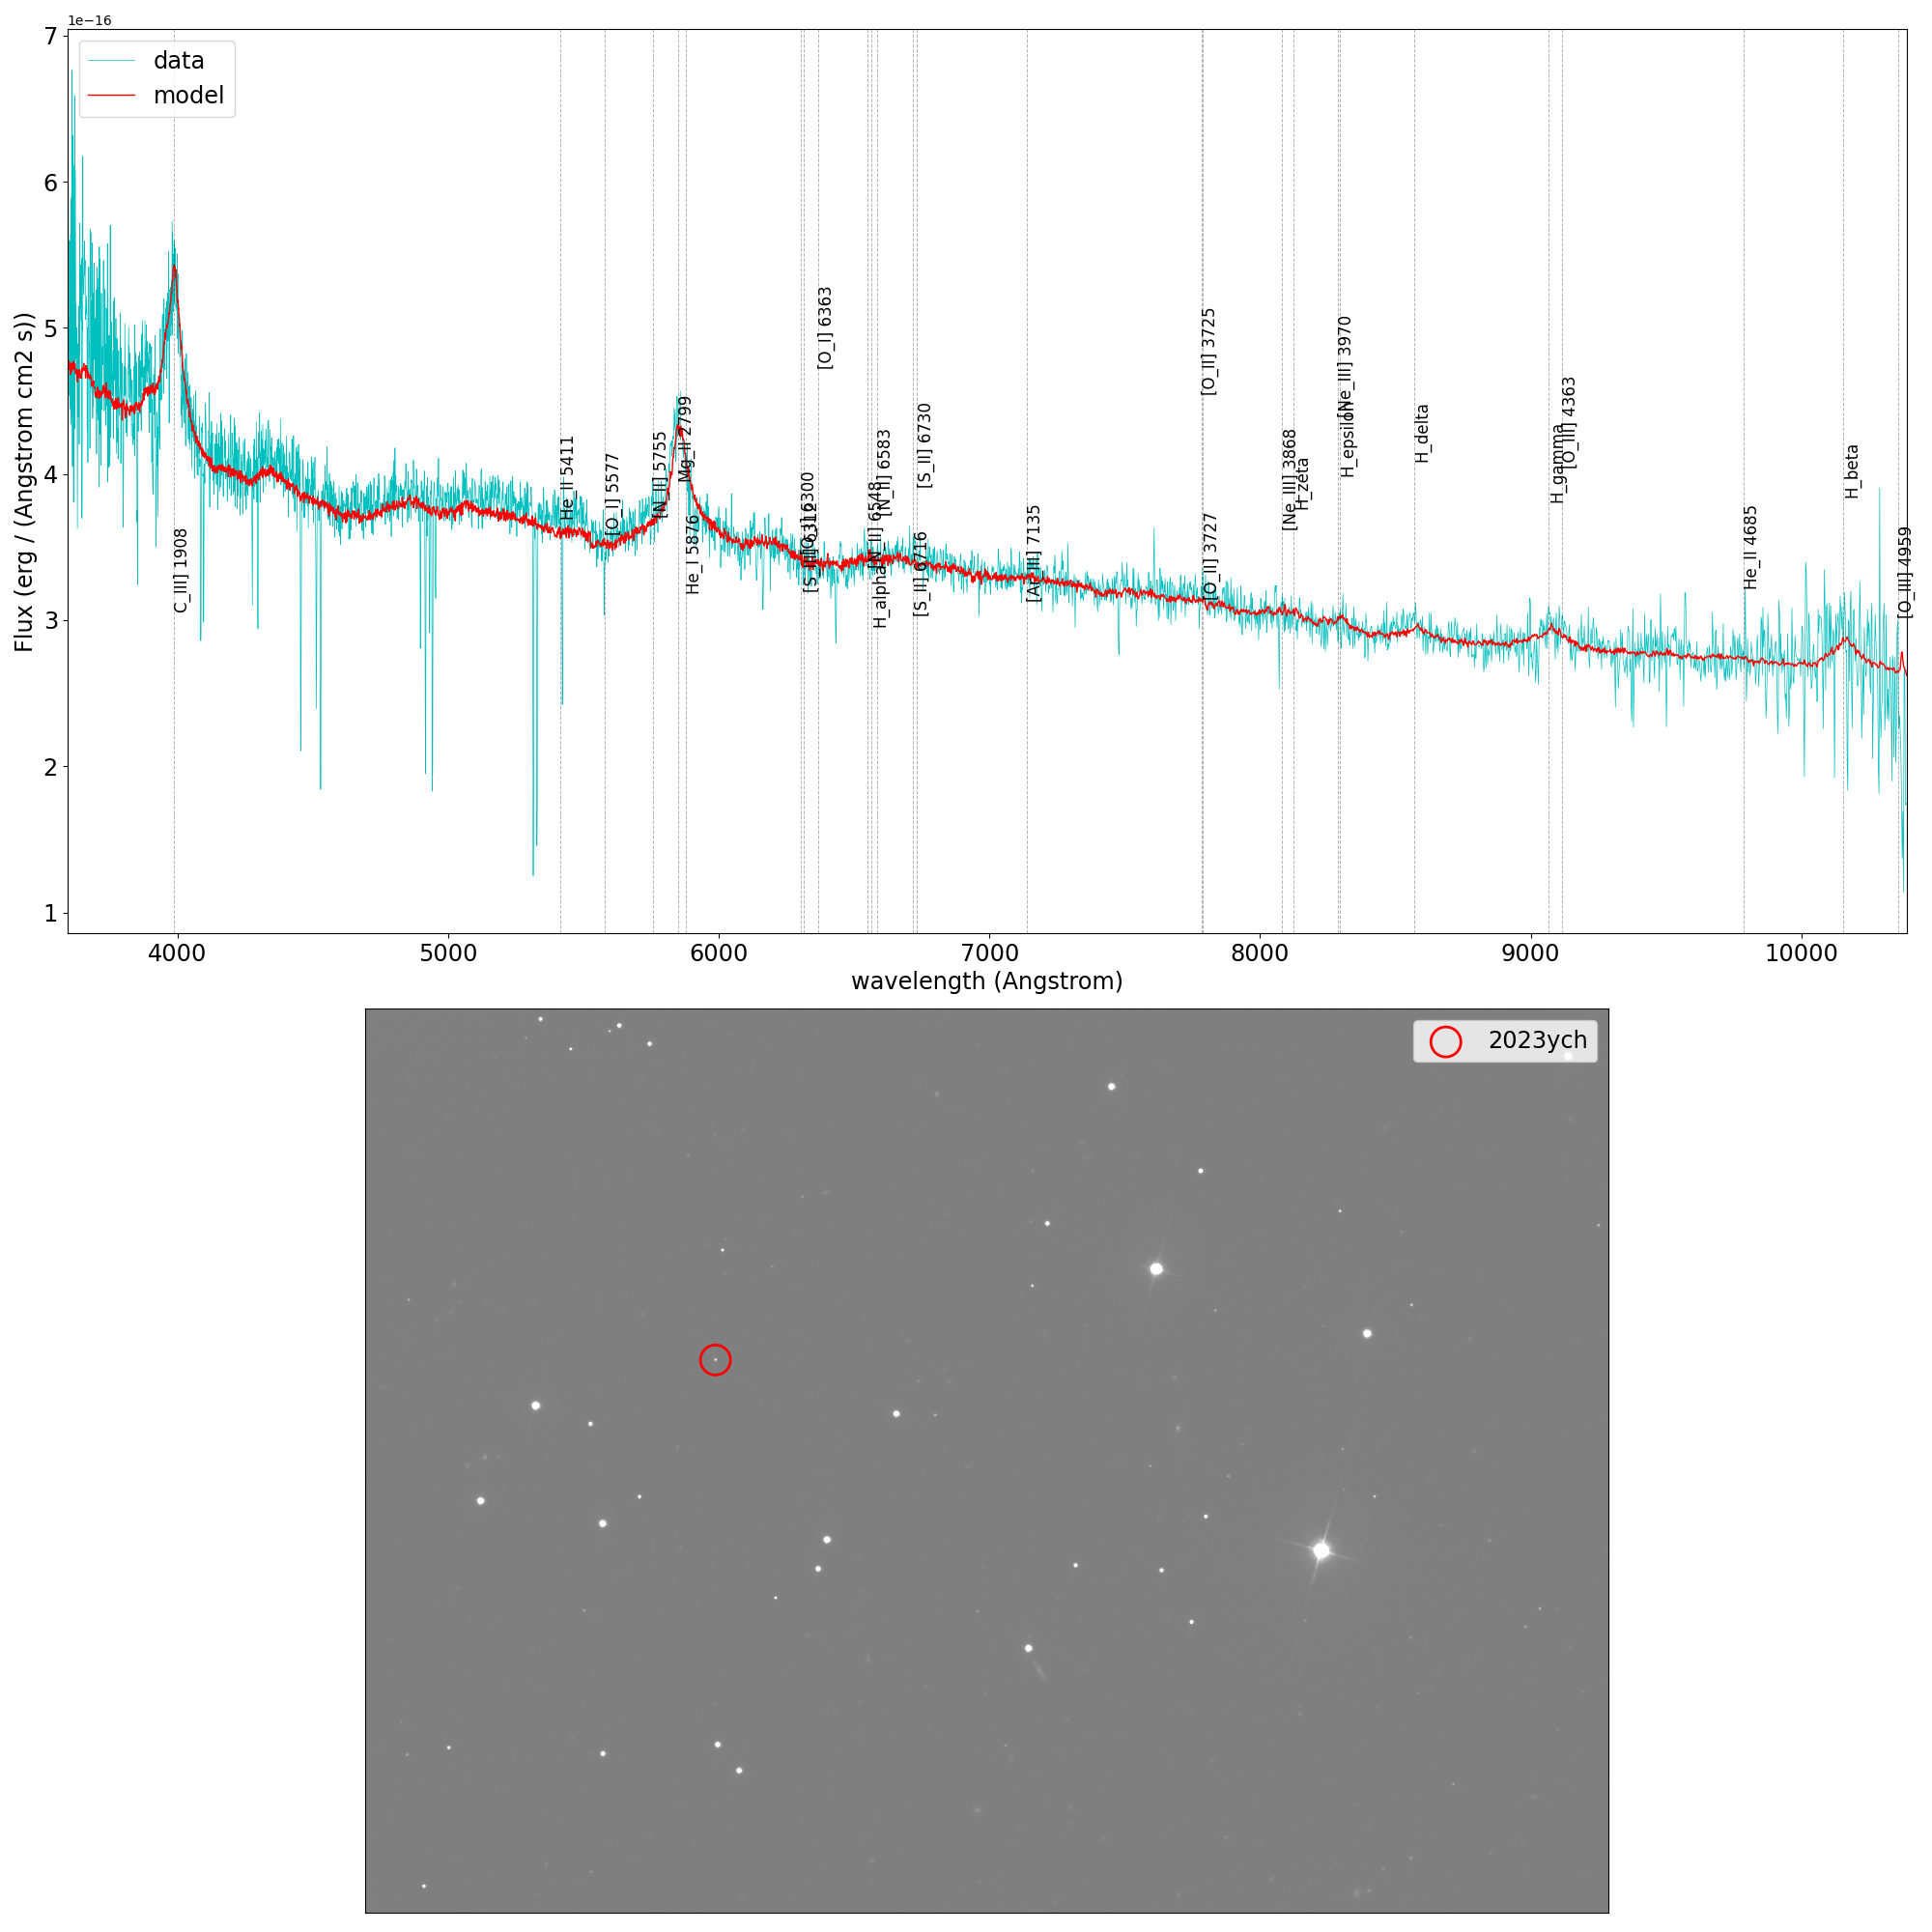 1e−16
data
model
7
6
5
4
3
2
1
Flux (erg / (Angstrom cm2 s))
C_III] 1908
He_II 5411
[O_I] 5577
[N_II] 5755
Mg_II 2799
He_I 5876
[O_I] 6300
[S_III] 6312
[O_I] 6363
[N_II] 6548
H_alpha
[N_II] 6583
[S_II] 6716
[S_II] 6730
[Ar_III] 7135
[O_II] 3725
[O_II] 3727
[Ne_III] 3868
H_zeta
[Ne_III] 3970
H_epsilon
H_delta
H_gamma
[O_III] 4363
He_II 4685
H_beta
[O_III] 4959
4000 5000 6000 7000 8000 9000 10000
wavelength (Angstrom)
2023ych